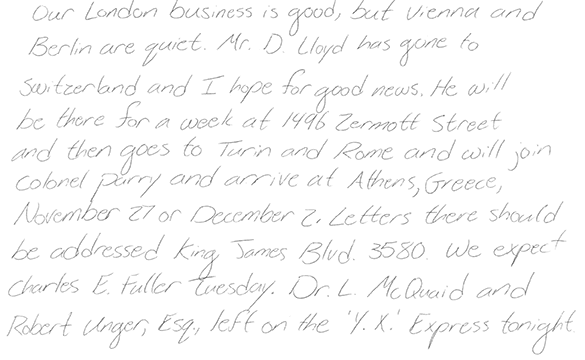 Our London business is good, but Vienna and
Berlin are quiet. Mr. D. Lloyd has gone to
Switzerland and I hope for good news. He will
be there for a week at 1496 Zermott Street
and then goes to Turin and Rome and will join
Colonel Parry and arrive at Athens, Greece,
November 27 or December 2. Letters there should
be addressed King James Blvd. 3580. We expect
Charles E. Fuller Tuesday. Dr. L. McQuaid and
Robert Unger, Esq., left on the 'Y. X.' Express tonight.